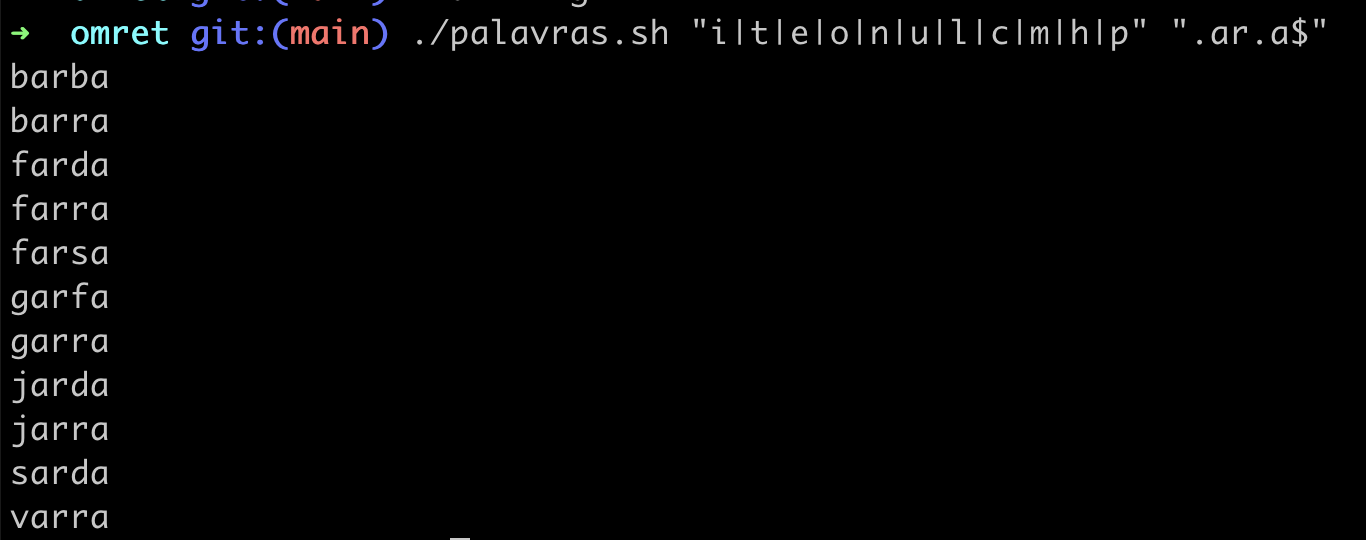 ➜  omret git:(main) ./palavras.sh "i|t|e|o|n|u|l|c|m|h|p" ".ar.a$"
barba
barra
farda
farra
farsa
garfa
garra
jarda
jarra
sarda
varra